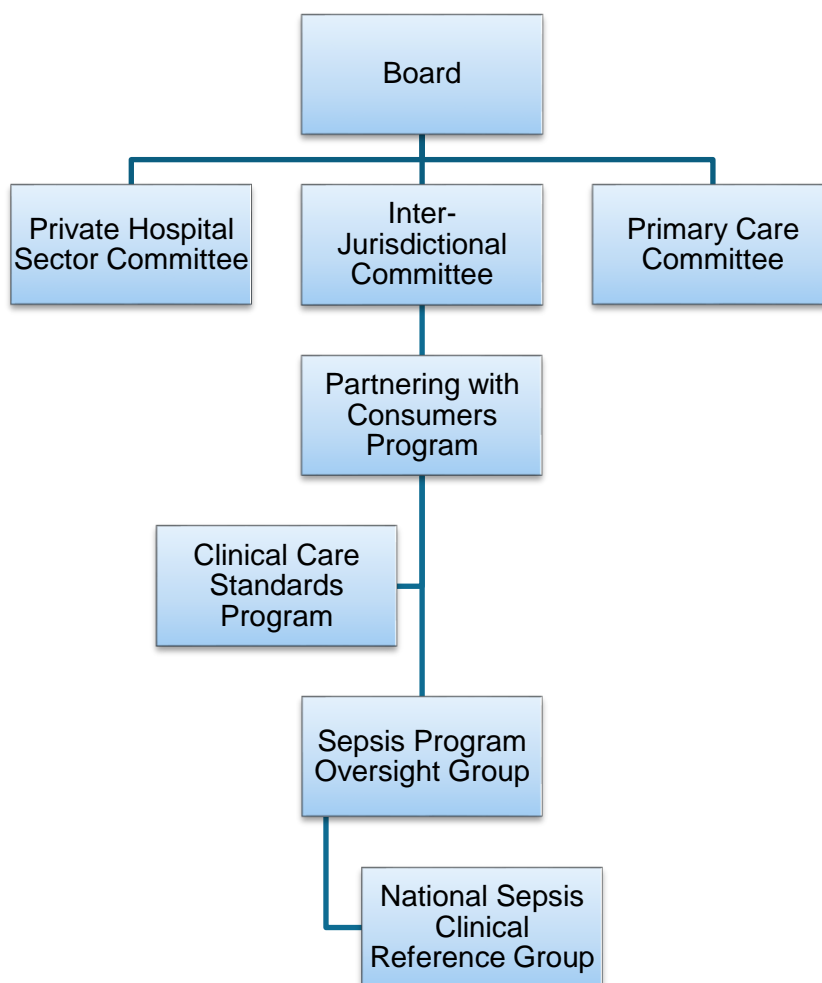 Board
Private Hospital
Sector Committee
Inter-
Jurisdictional
Committee
Primary Care
Committee
Partnering with
Consumers
Program
Clinical Care
Standards
Program
Sepsis Program
Oversight Group
National Sepsis
Clinical
Reference Group